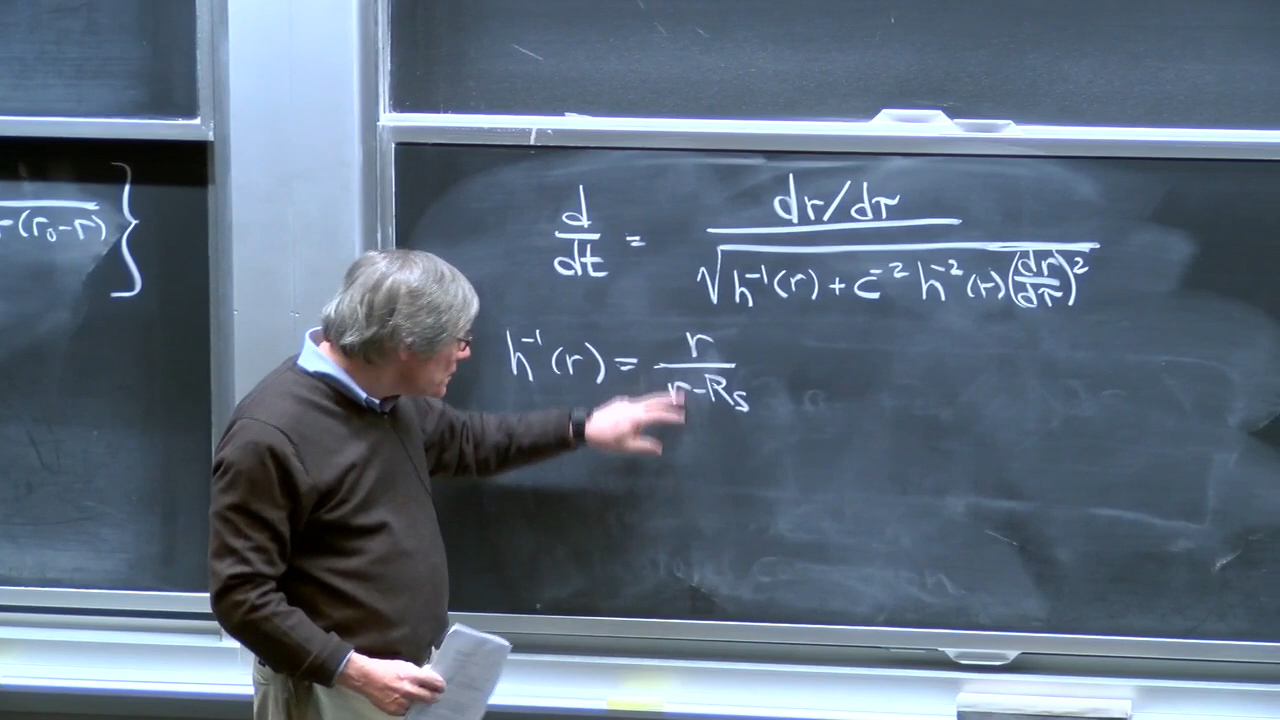 -(r₀-r) }
d/dt = (dr/dτ) / √(h⁻¹(r) + c⁻² h⁻²(r) (dr/dτ)²)
h⁻¹(r) = r / (r - Rs)